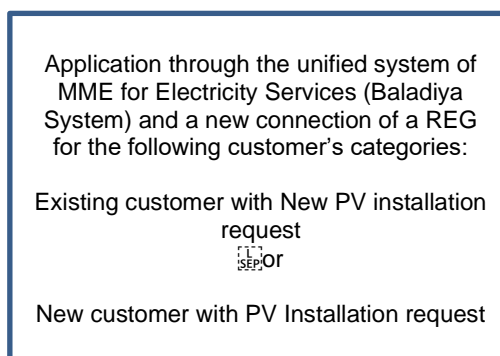 Application through the unified system of
MME for Electricity Services (Baladiya
System) and a new connection of a REG
for the following customer’s categories:
Existing customer with New PV installation
request
or
New customer with PV Installation request